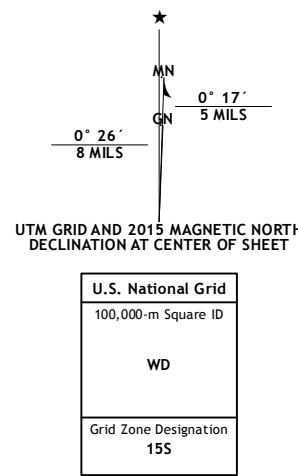 ★
MN
0° 17´
5 MILS
GN
0° 26´
8 MILS
UTM GRID AND 2015 MAGNETIC NORTH
DECLINATION AT CENTER OF SHEET
U.S. National Grid
100,000-m Square ID
WD
Grid Zone Designation
15S